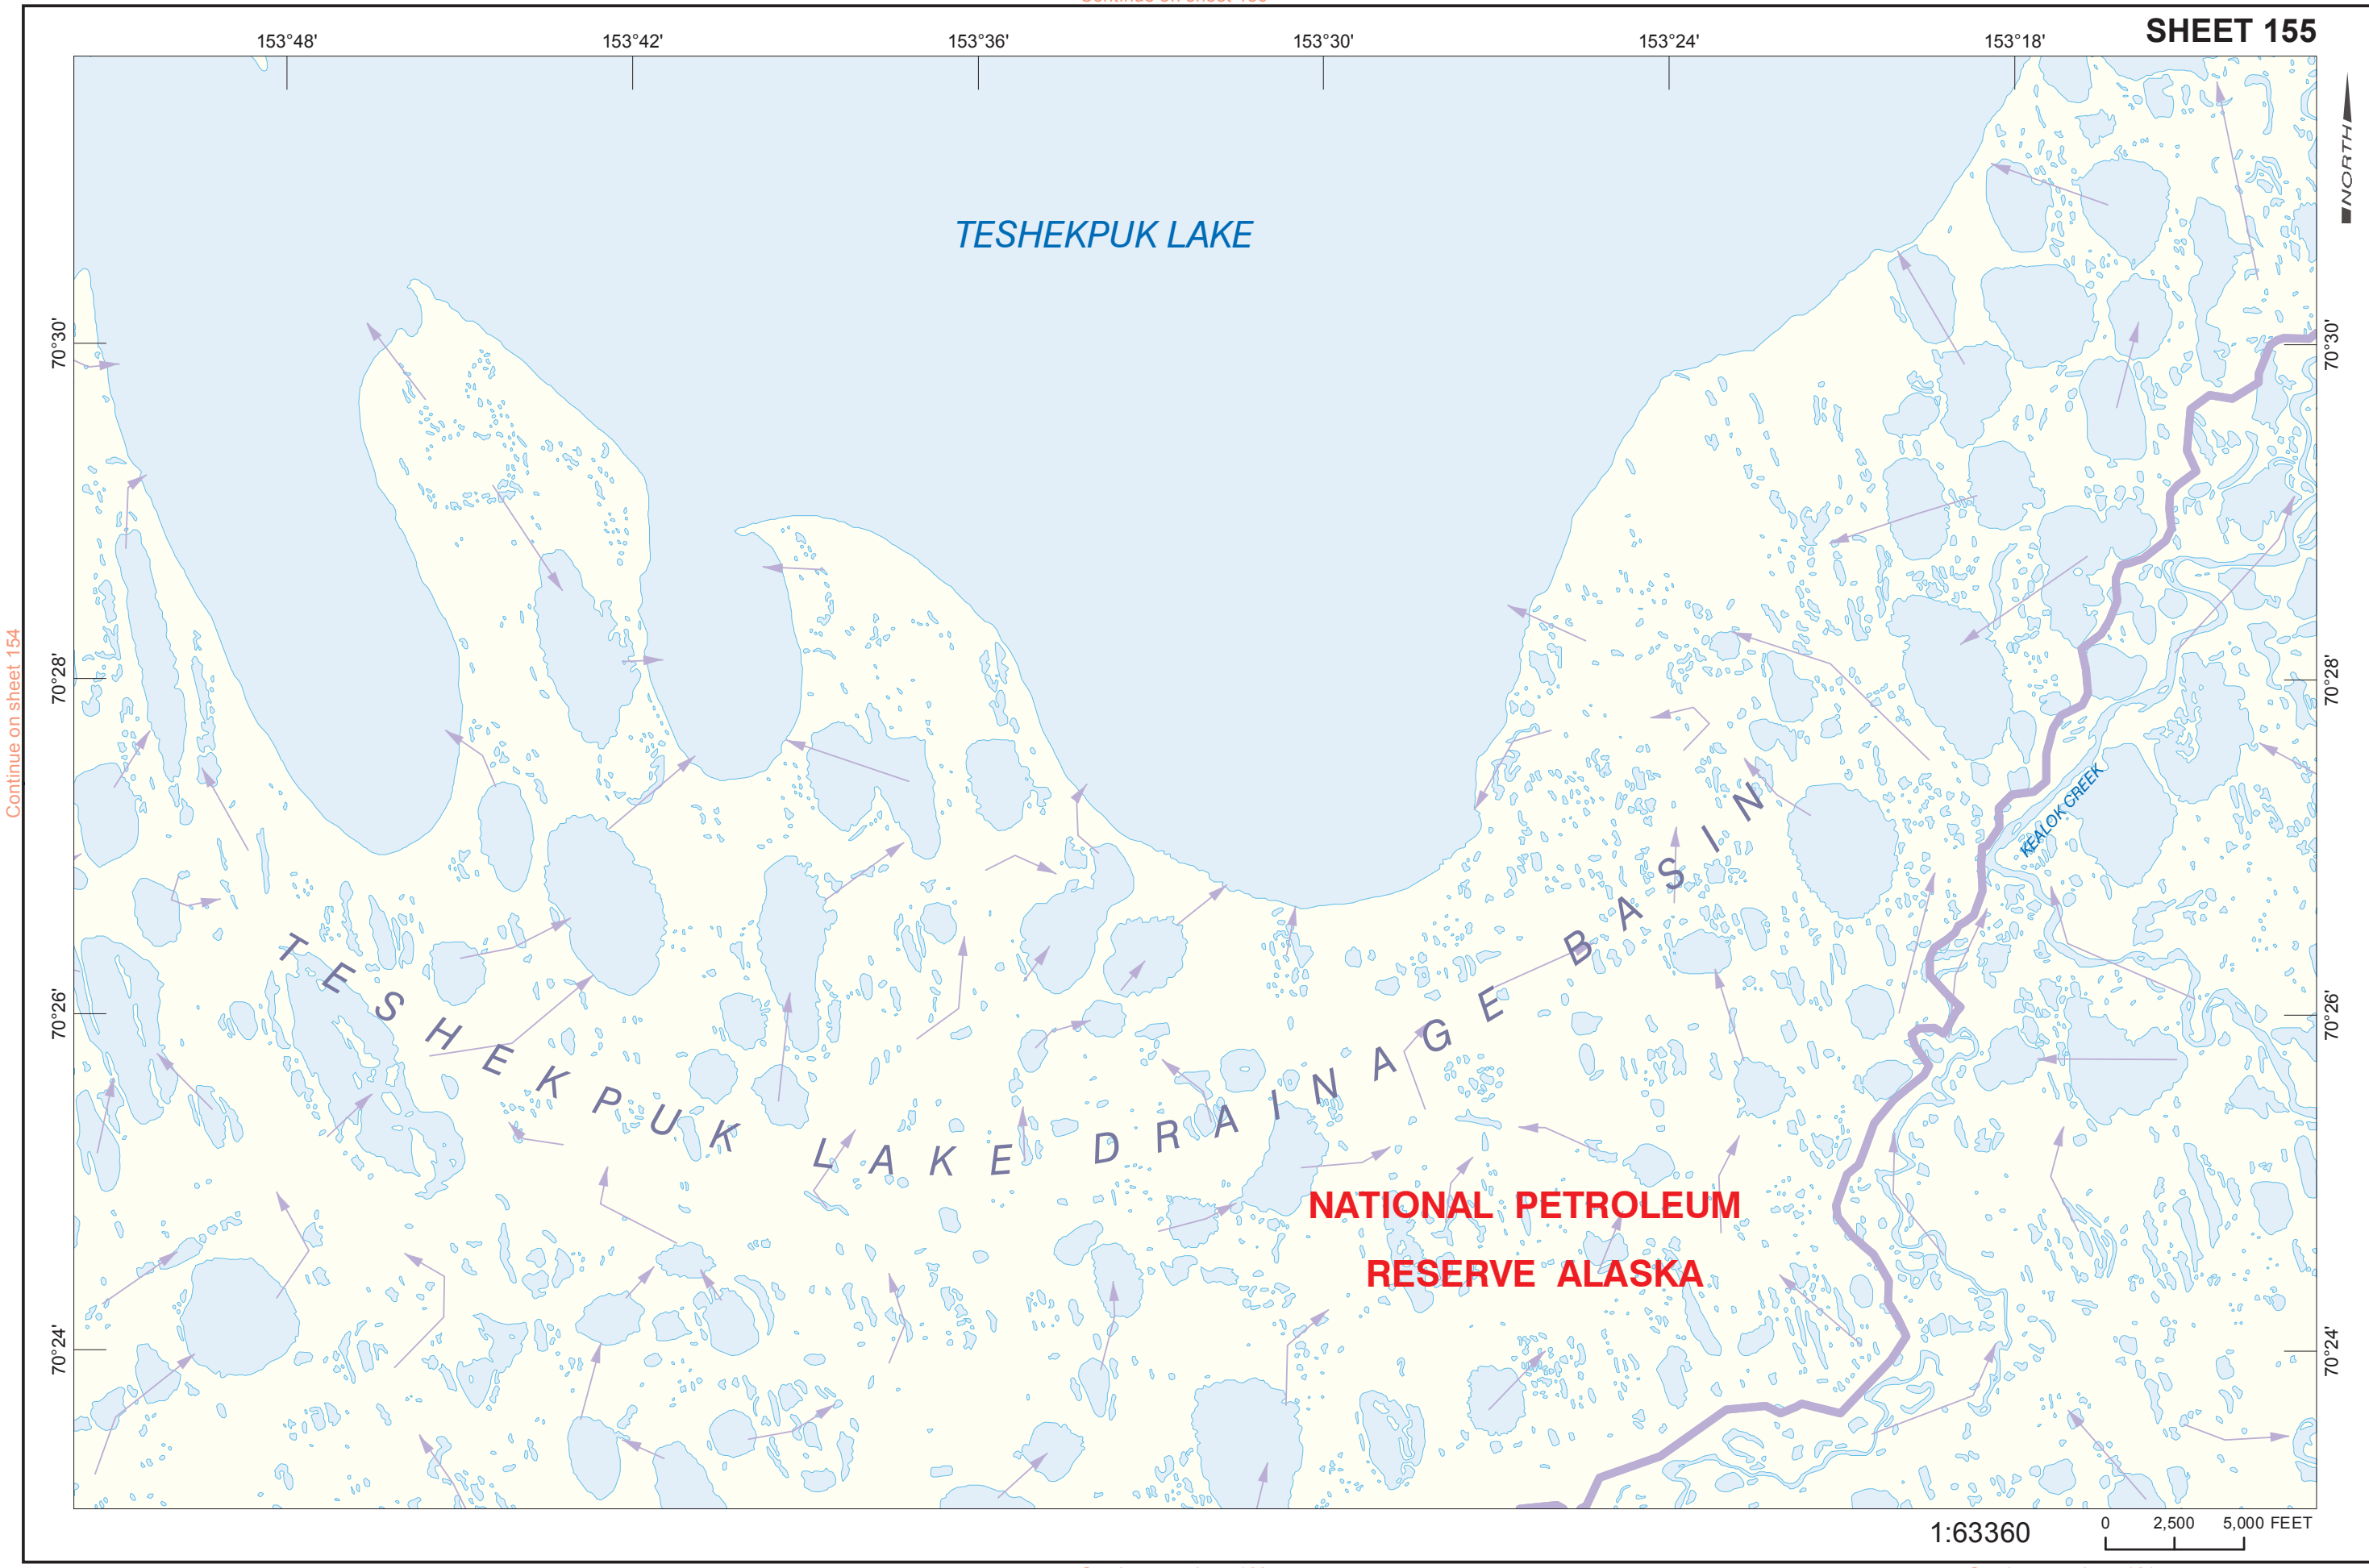 SHEET 155
153°48' 153°42' 153°36' 153°30' 153°24' 153°18'
NORTH
TESHEKPUK LAKE
70°30' 70°30'
Continue on sheet 154
70°28' 70°28'
KEALOK CREEK
TESHEKPUK LAKE DRAINAGE BASIN
70°26' 70°26'
NATIONAL PETROLEUM
RESERVE ALASKA
70°24' 70°24'
1:63360
0 2,500 5,000 FEET